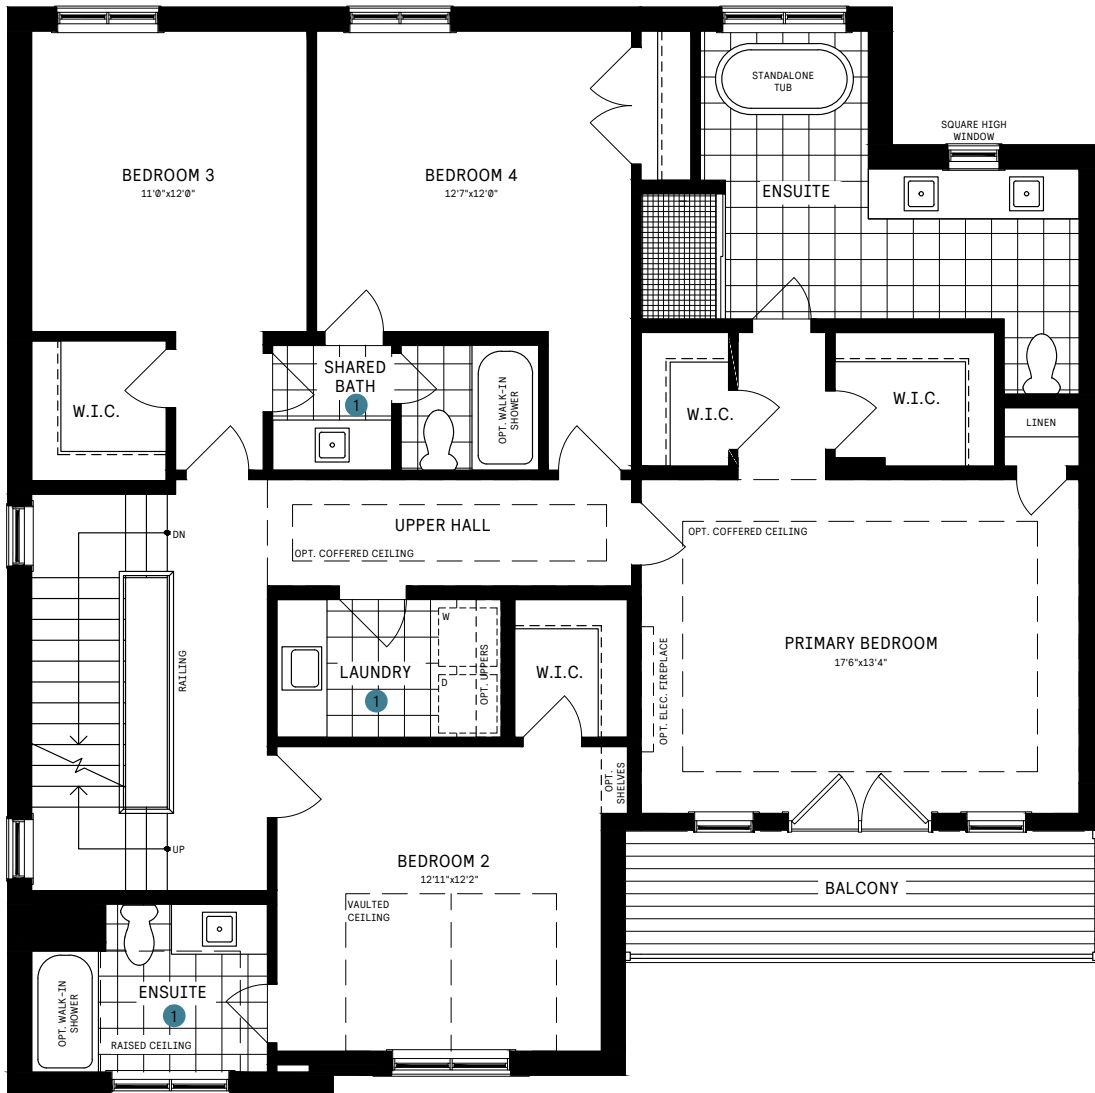 STANDALONE
TUB
SQUARE HIGH
WINDOW
BEDROOM 3
11'0"x12'0"
BEDROOM 4
12'7"x12'0"
ENSUITE
SHARED
BATH
1
OPT. WALK-IN
SHOWER
W.I.C.
W.I.C.
W.I.C.
LINEN
DN
UPPER HALL
OPT. COFFERED CEILING
OPT. COFFERED CEILING
RAILING
W
LAUNDRY
1
D
OPT. UPPERS
W.I.C.
OPT. ELEC. FIREPLACE
PRIMARY BEDROOM
17'6"x13'4"
OPT.
SHELVES
UP
BEDROOM 2
12'11"x12'2"
VAULTED
CEILING
BALCONY
OPT. WALK-IN
SHOWER
ENSUITE
1
RAISED CEILING